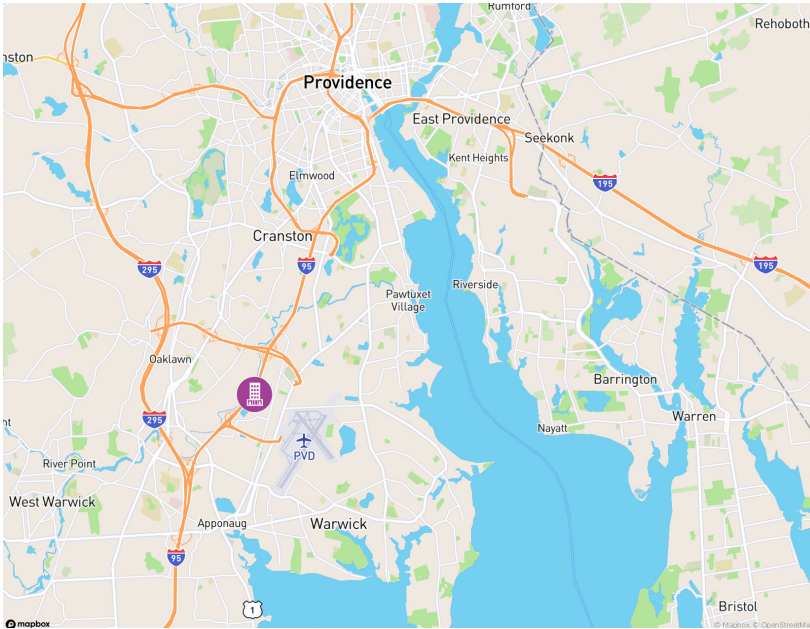 Rumford
Rehoboth
nston
Providence
East Providence
Seekonk
Kent Heights
Elmwood
195
Cranston
295
95
195
Riverside
Pawtuxet
Village
Oaklawn
Barrington
295
Warren
Nayatt
PVD
ht
River Point
West Warwick
Apponaug
Warwick
95
1
Bristol
mapbox
© Mapbox, © OpenStreetMa